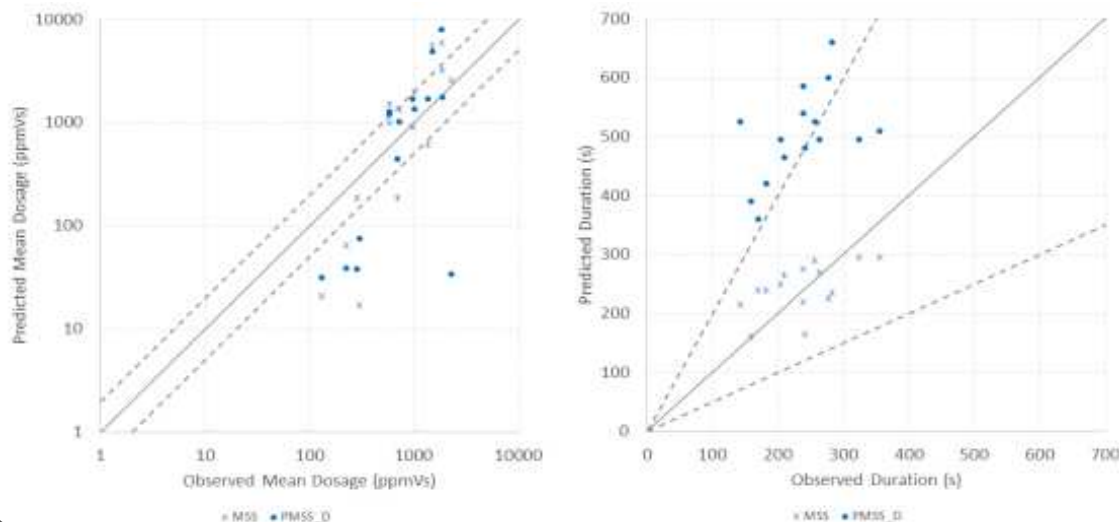 10000
1000
100
10
1
1 10 100 1000 10000
Predicted Mean Dosage (ppmVs)
Observed Mean Dosage (ppmVs)
MSS PMSS_D
700
600
500
400
300
200
100
0
0 100 200 300 400 500 600 700
Predicted Duration (s)
Observed Duration (s)
MSS PMSS_D